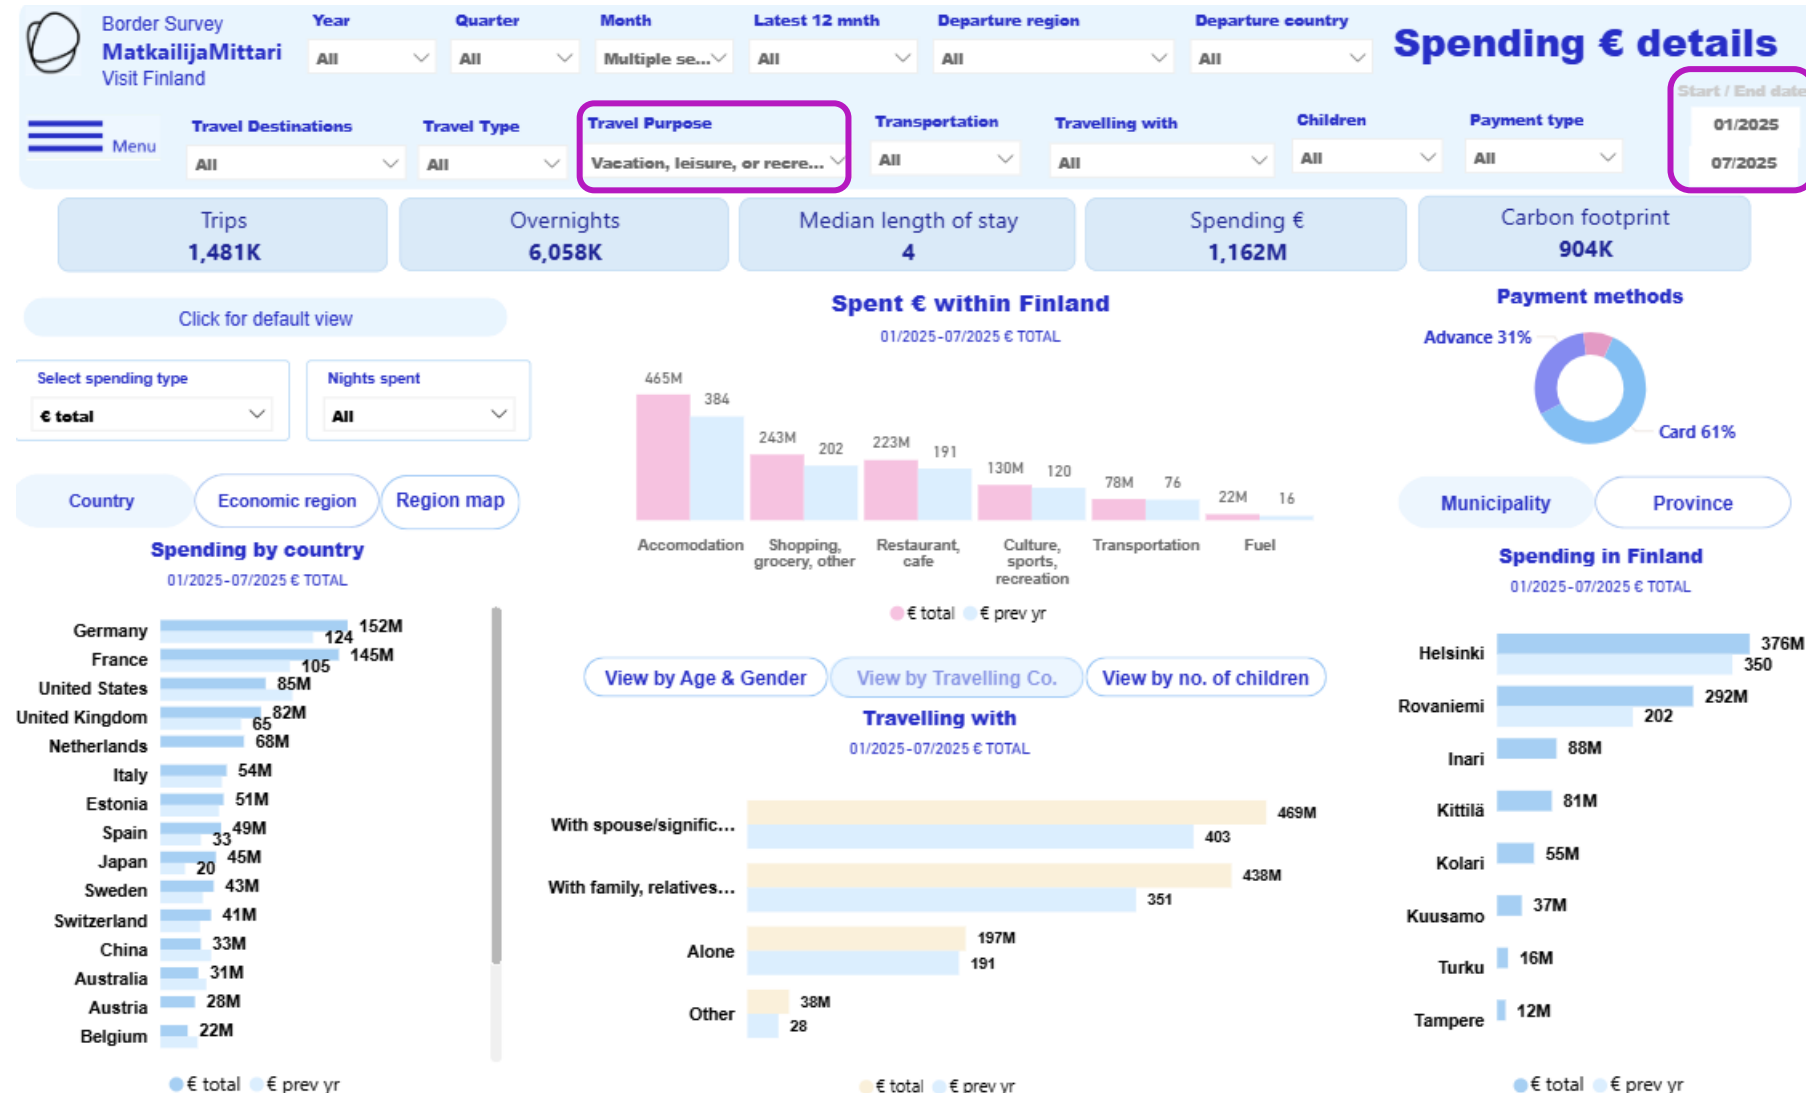 Border Survey
MatkailijaMittari
Visit Finland
Year
All
Quarter
All
Month
Multiple se...
Latest 12 mnth
All
Departure region
All
Departure country
All
Spending € details
Start / End date
01/2025
07/2025
Menu
Travel Destinations
All
Travel Type
All
Travel Purpose
Vacation, leisure, or recre...
Transportation
All
Travelling with
All
Children
All
Payment type
All
Trips
1,481K
Overnights
6,058K
Median length of stay
4
Spending €
1,162M
Carbon footprint
904K
Click for default view
Select spending type
€ total
Nights spent
All
Country
Economic region
Region map
Spending by country
01/2025-07/2025 € TOTAL
Germany 152M 124
France 145M 105
United States 85M
United Kingdom 82M 65
Netherlands 68M
Italy 54M
Estonia 51M
Spain 49M 33
Japan 45M 20
Sweden 43M
Switzerland 41M
China 33M
Australia 31M
Austria 28M
Belgium 22M
€ total € prev yr
Spent € within Finland
01/2025-07/2025 € TOTAL
465M 384
243M 202
223M 191
130M 120
78M 76
22M 16
Accomodation
Shopping,
grocery, other
Restaurant,
cafe
Culture,
sports,
recreation
Transportation
Fuel
€ total € prev yr
View by Age & Gender
View by Travelling Co.
View by no. of children
Travelling with
01/2025-07/2025 € TOTAL
With spouse/signific... 469M 403
With family, relatives... 438M 351
Alone 197M 191
Other 38M 28
€ total € prev yr
Payment methods
Advance 31%
Card 61%
Municipality
Province
Spending in Finland
01/2025-07/2025 € TOTAL
Helsinki 376M 350
Rovaniemi 292M 202
Inari 88M
Kittilä 81M
Kolari 55M
Kuusamo 37M
Turku 16M
Tampere 12M
€ total € prev yr